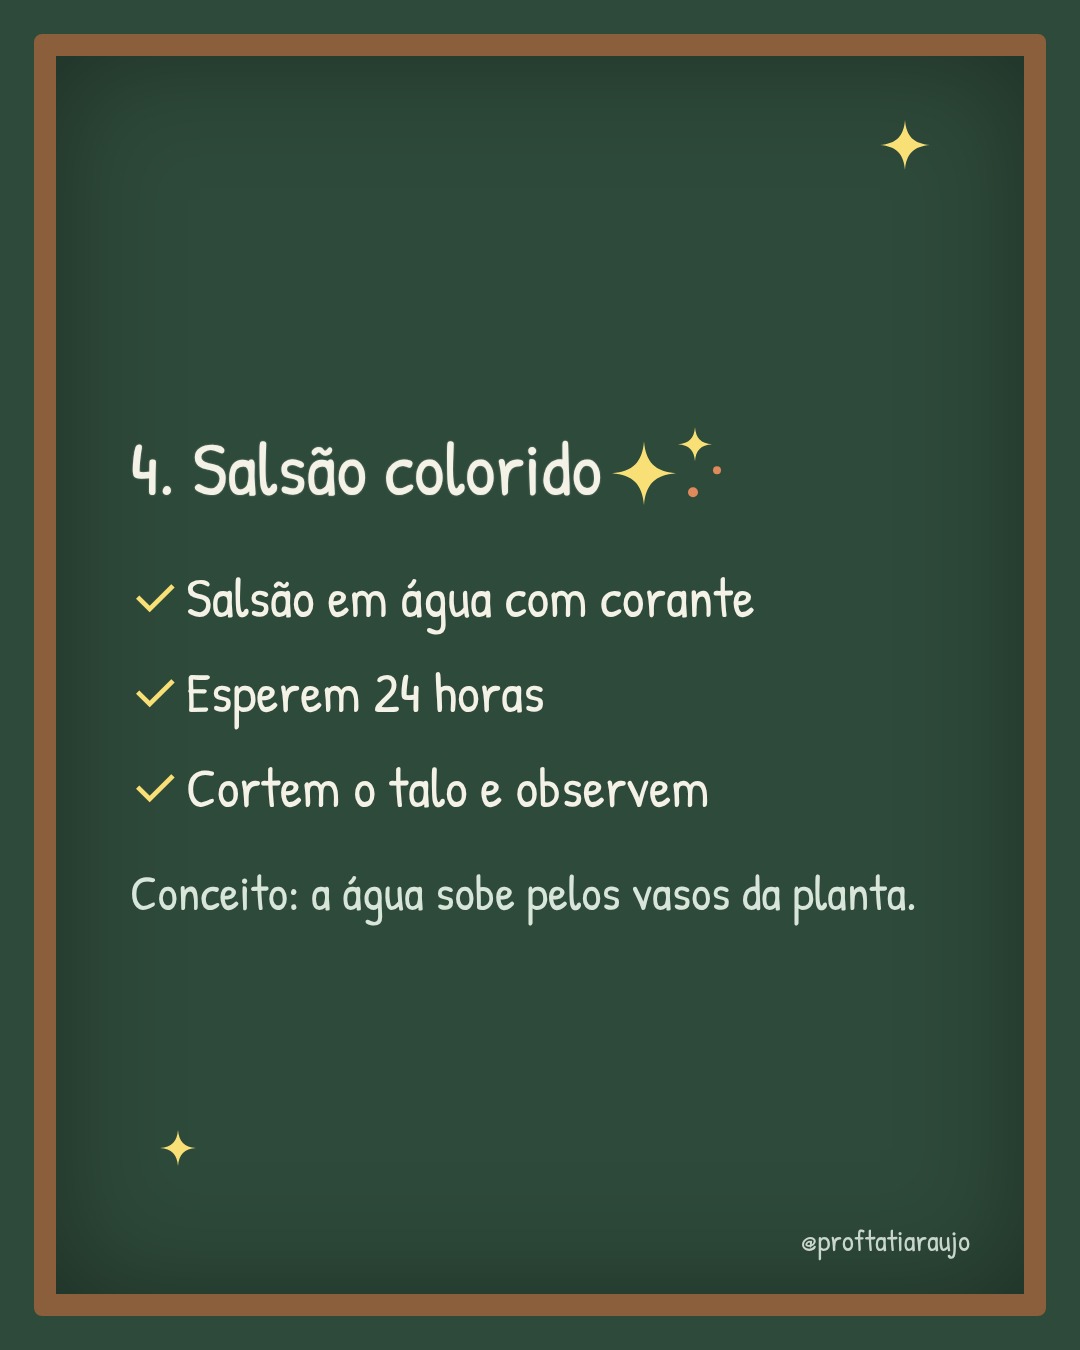 4. Salsão colorido
Salsão em água com corante
Esperem 24 horas
Cortem o talo e observem
Conceito: a água sobe pelos vasos da planta.
@proftatiaraujo